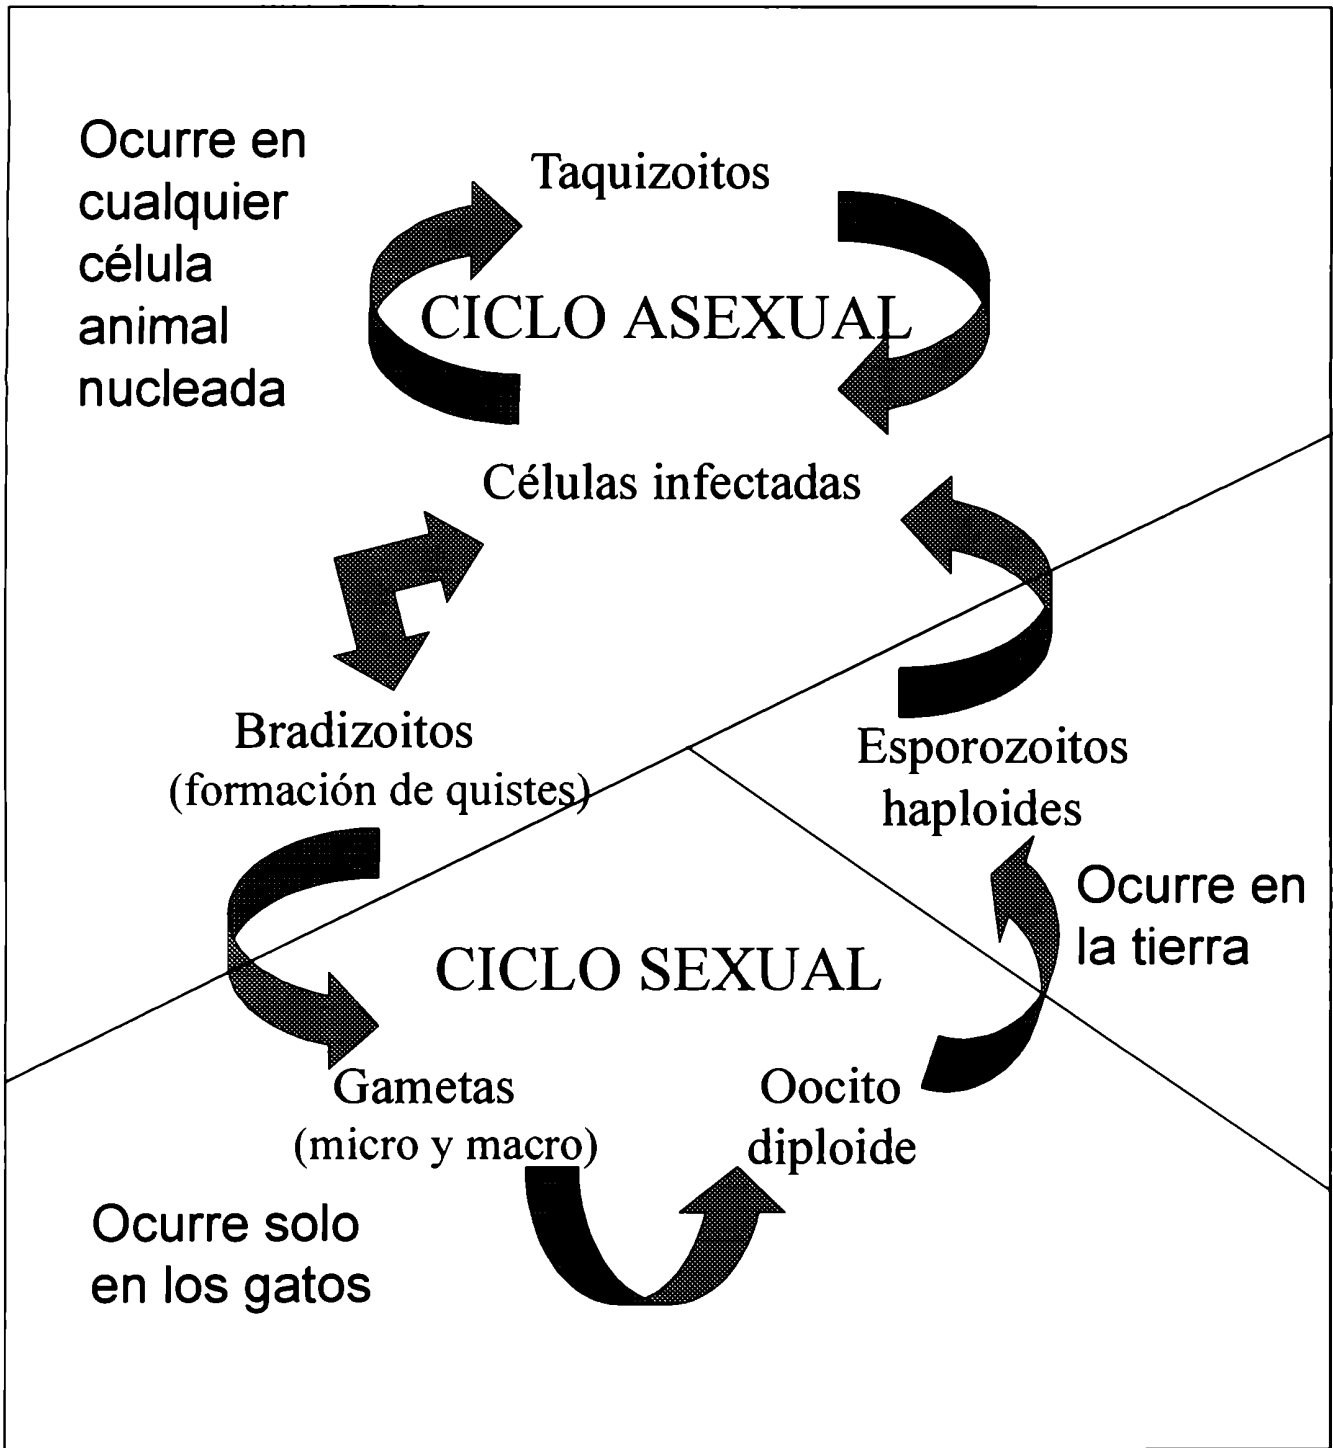 Ocurre en
cualquier
célula
animal
nucleada
Taquizoitos
CICLO ASEXUAL
Células infectadas
Bradizoitos
(formación de quistes)
Esporozoitos
haploides
Ocurre en
la tierra
CICLO SEXUAL
Gametas
(micro y macro)
Oocito
diploide
Ocurre solo
en los gatos